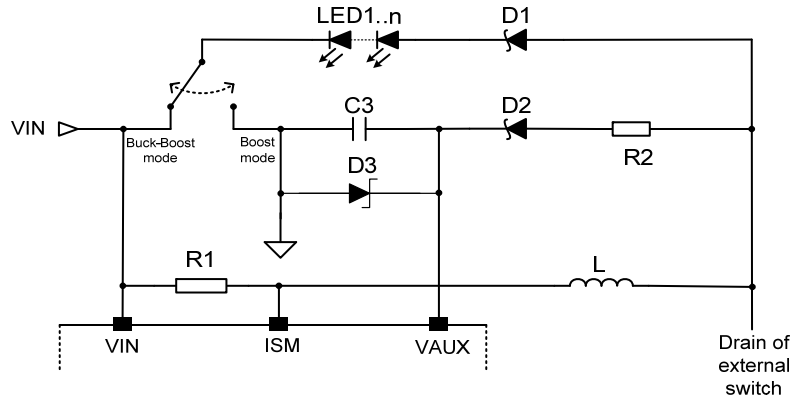 LED1..n
D1
VIN
Buck-Boost
mode
Boost
mode
C3
D2
R2
D3
R1
L
VIN
ISM
VAUX
Drain of
external
switch